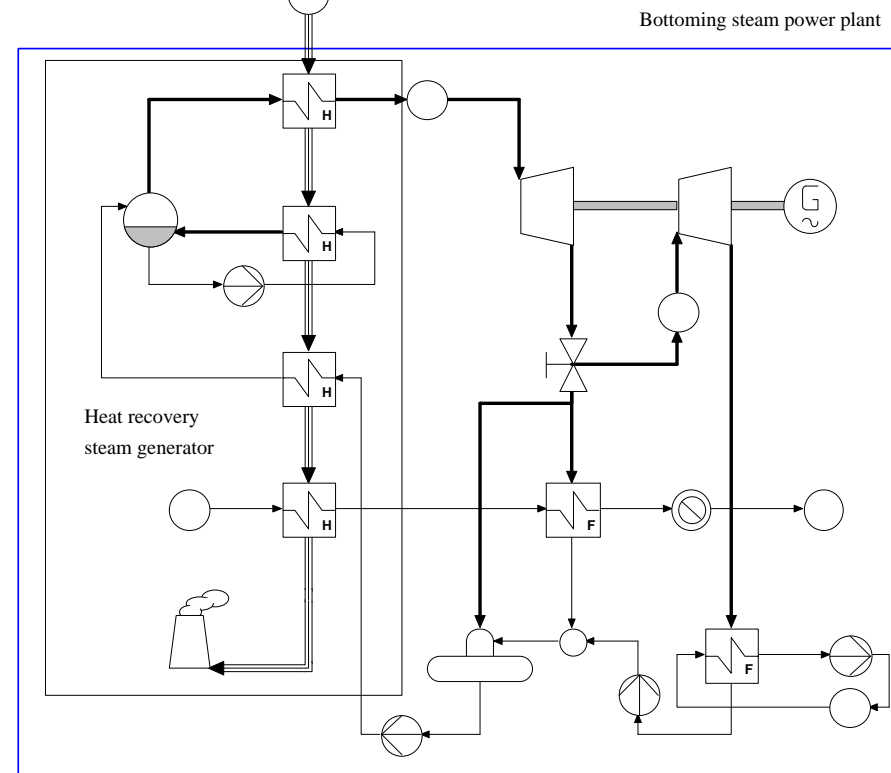 Bottoming steam power plant
H
H
G
H
Heat recovery
steam generator
H
F
F